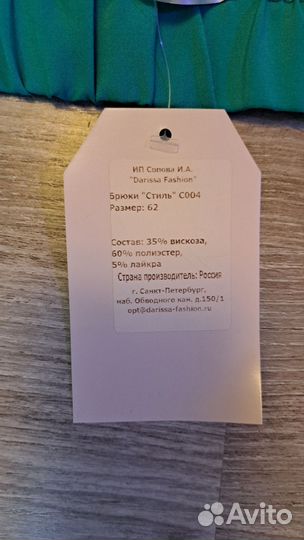 ИП Сопова И.А.
"Darissa Fashion"
Брюки "Стиль" С004
Размер: 62
Состав: 35% вискоза,
60% полиэстер,
5% лайкра
Страна производитель: Россия
г. Санкт-Петербург,
наб. Обводного кан. д.150/1
opt@darissa-fashion.ru
Avito